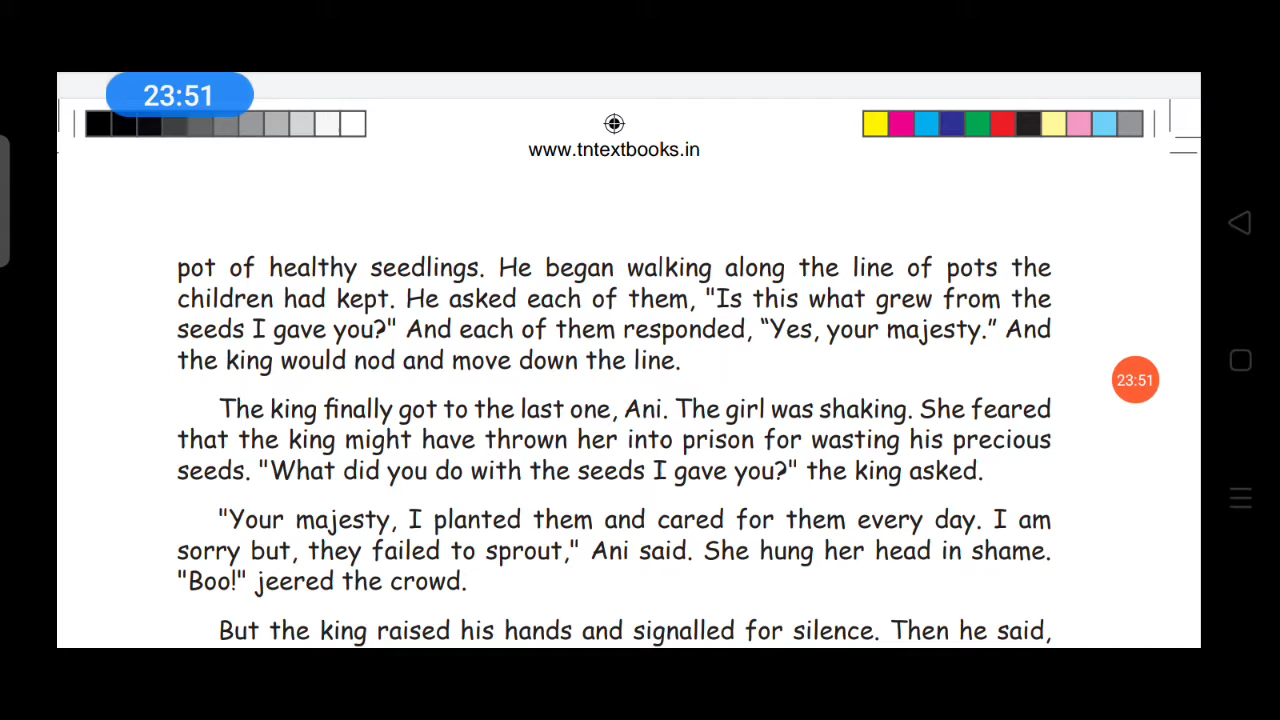 23:51
www.tntextbooks.in
pot of healthy seedlings. He began walking along the line of pots the
children had kept. He asked each of them, "Is this what grew from the
seeds I gave you?" And each of them responded, “Yes, your majesty.” And
the king would nod and move down the line.
The king finally got to the last one, Ani. The girl was shaking. She feared
that the king might have thrown her into prison for wasting his precious
seeds. "What did you do with the seeds I gave you?" the king asked.
23:51
"Your majesty, I planted them and cared for them every day. I am
sorry but, they failed to sprout," Ani said. She hung her head in shame.
"Boo!" jeered the crowd.
But the king raised his hands and signalled for silence. Then he said,